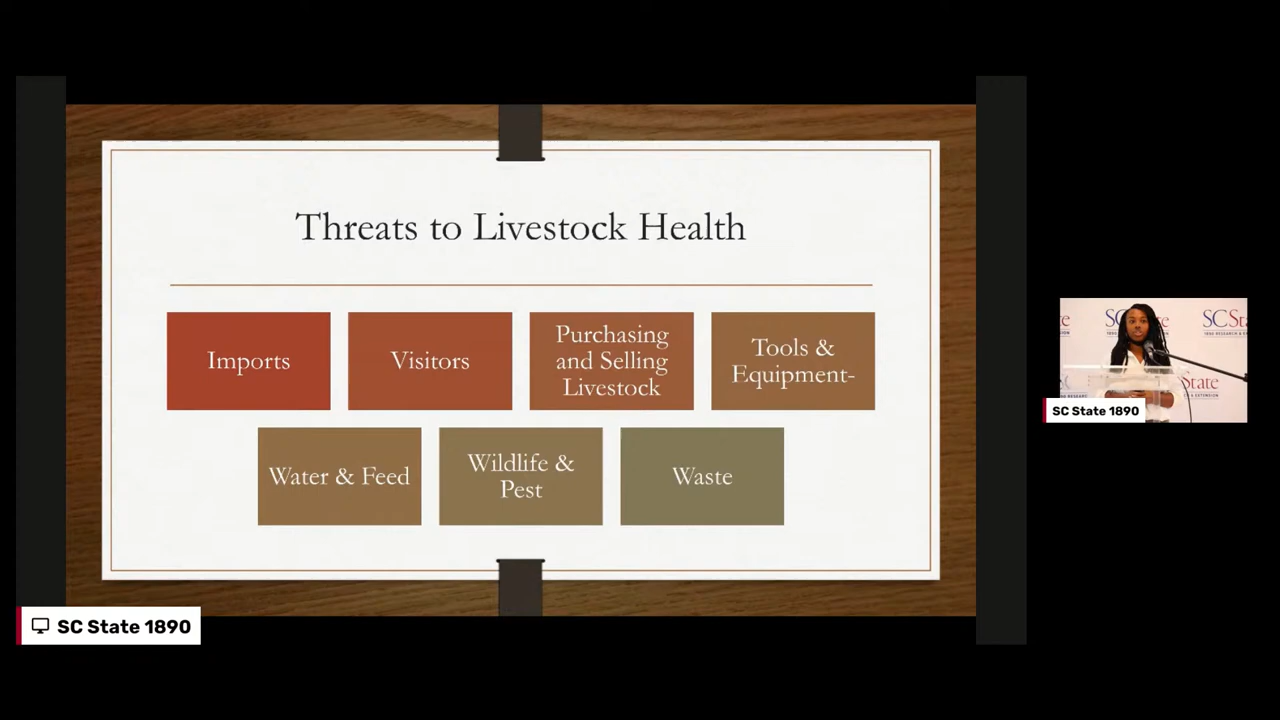 Threats to Livestock Health
Imports
Visitors
Purchasing
and Selling
Livestock
Tools &
Equipment-
Water & Feed
Wildlife &
Pest
Waste
SC State 1890
SC State 1890